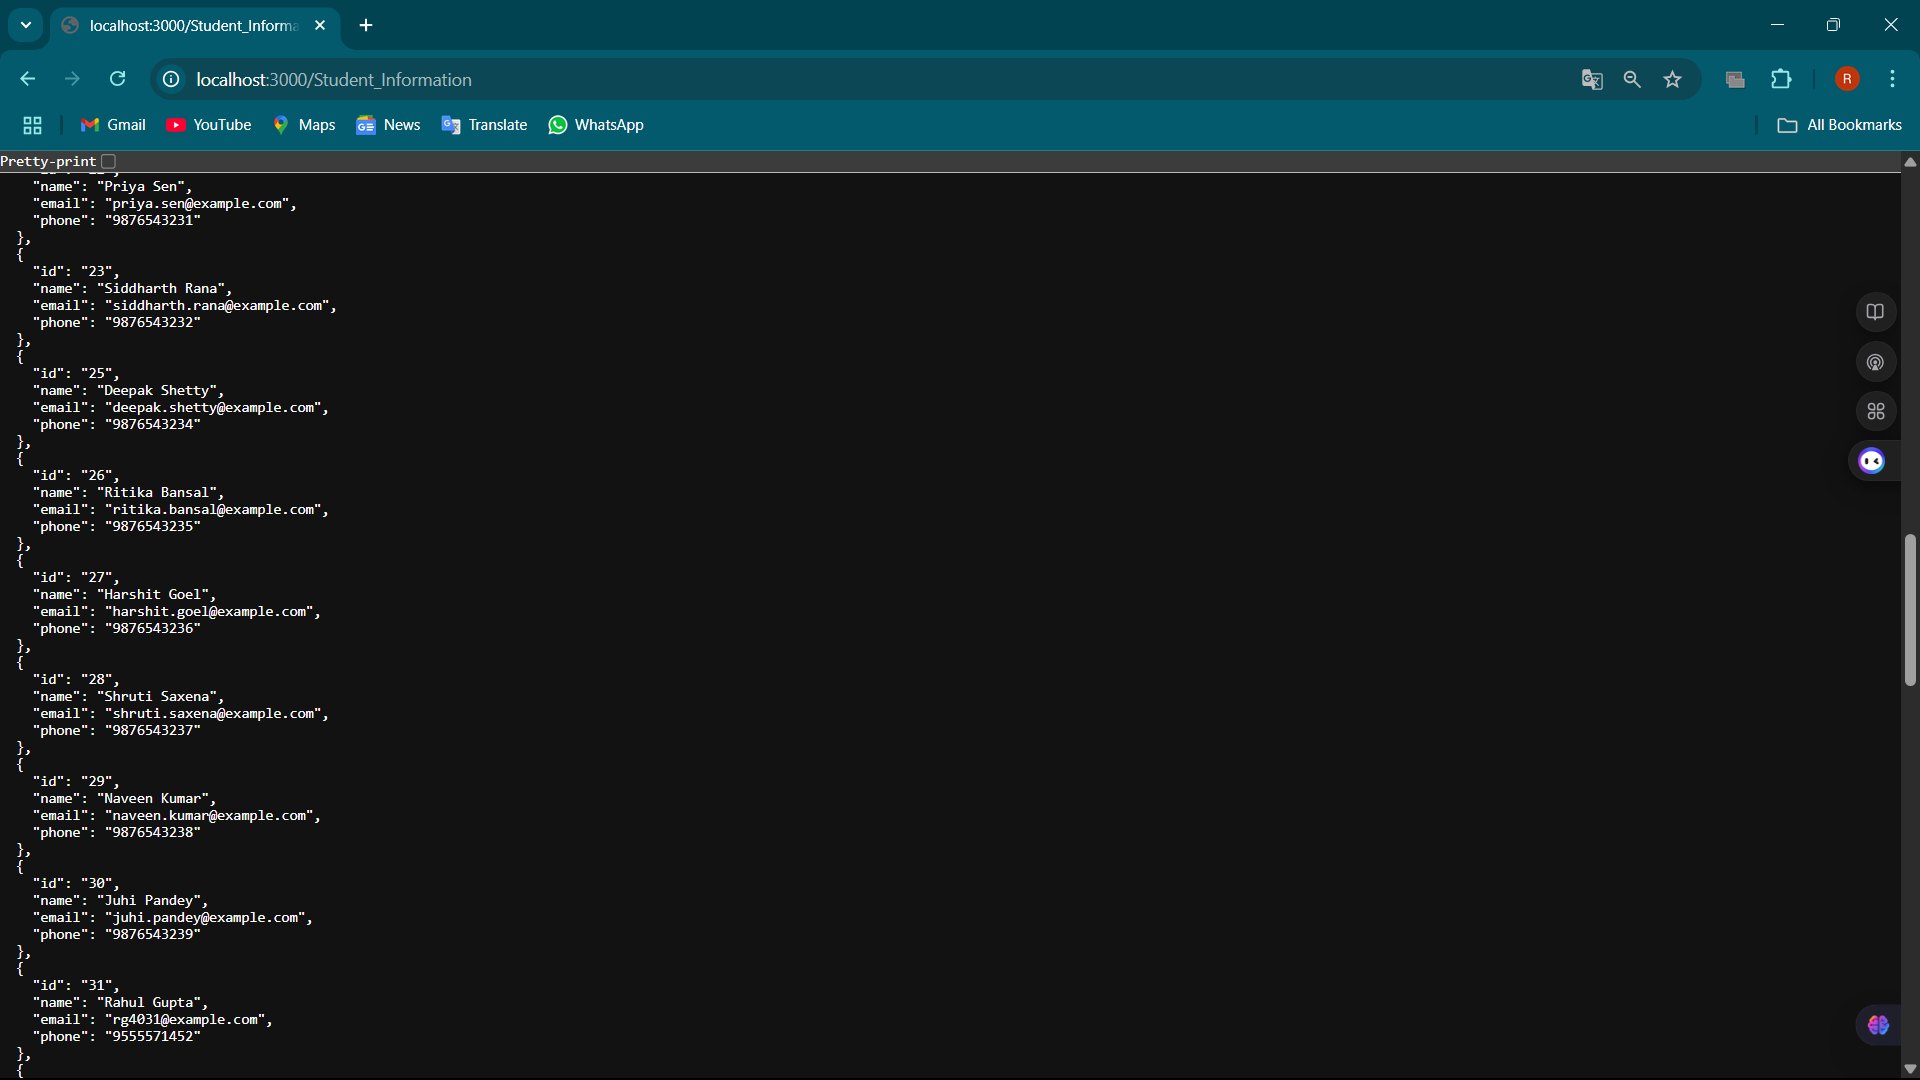 localhost:3000/Student_Informa
localhost:3000/Student_Information
R
Gmail
YouTube
Maps
News
Translate
WhatsApp
All Bookmarks
Pretty-print
"name": "Priya Sen",
"email": "priya.sen@example.com",
"phone": "9876543231"
},
{
"id": "23",
"name": "Siddharth Rana",
"email": "siddharth.rana@example.com",
"phone": "9876543232"
},
{
"id": "25",
"name": "Deepak Shetty",
"email": "deepak.shetty@example.com",
"phone": "9876543234"
},
{
"id": "26",
"name": "Ritika Bansal",
"email": "ritika.bansal@example.com",
"phone": "9876543235"
},
{
"id": "27",
"name": "Harshit Goel",
"email": "harshit.goel@example.com",
"phone": "9876543236"
},
{
"id": "28",
"name": "Shruti Saxena",
"email": "shruti.saxena@example.com",
"phone": "9876543237"
},
{
"id": "29",
"name": "Naveen Kumar",
"email": "naveen.kumar@example.com",
"phone": "9876543238"
},
{
"id": "30",
"name": "Juhi Pandey",
"email": "juhi.pandey@example.com",
"phone": "9876543239"
},
{
"id": "31",
"name": "Rahul Gupta",
"email": "rg4031@example.com",
"phone": "9555571452"
},
{